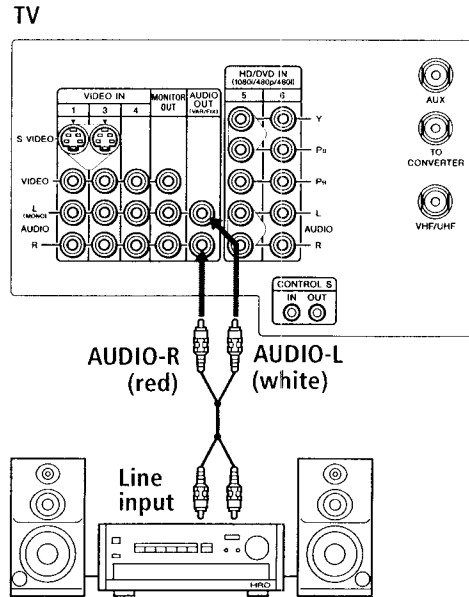 TV
VIDEO IN
1 3 4
MONITOR
OUT
AUDIO
OUT
(VAR/FIX)
HD/DVD IN
(1080i/480p/480i)
5 6
S VIDEO
VIDEO
L
(MONO)
AUDIO
R
Y
PB
PR
L
AUDIO
R
AUX
TO
CONVERTER
VHF/UHF
CONTROL S
IN OUT
AUDIO-R
(red)
AUDIO-L
(white)
Line
input